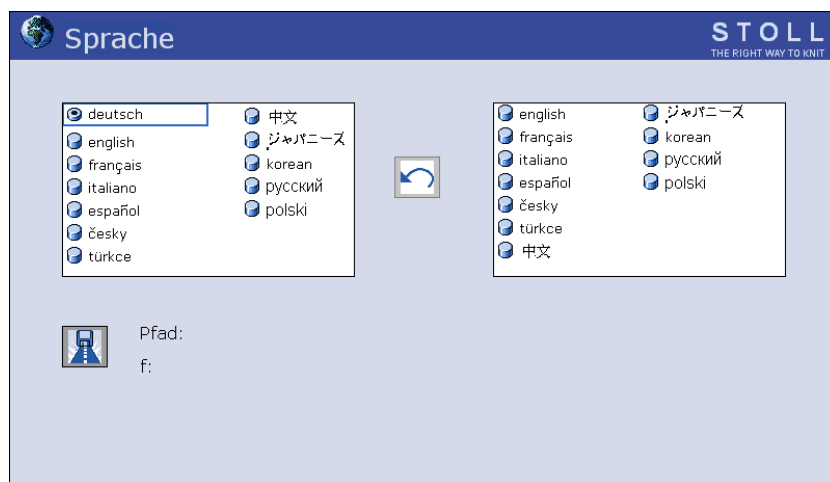 Sprache
STOLL
THE RIGHT WAY TO KNIT
deutsch
english
français
italiano
español
česky
türkce
中文
ジャパニーズ
korean
русский
polski
english
français
italiano
español
česky
türkce
中文
ジャパニーズ
korean
русский
polski
Pfad:
f: